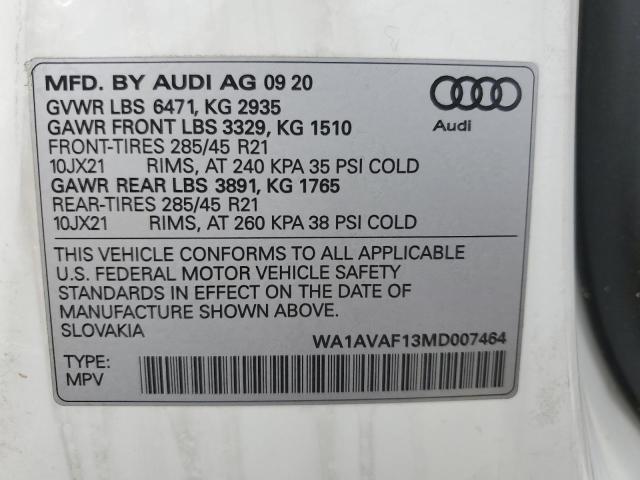 MFD. BY AUDI AG 09 20
GVWR LBS 6471, KG 2935
GAWR FRONT LBS 3329, KG 1510
FRONT-TIRES 285/45 R21
10JX21 RIMS, AT 240 KPA 35 PSI COLD
GAWR REAR LBS 3891, KG 1765
REAR-TIRES 285/45 R21
10JX21 RIMS, AT 260 KPA 38 PSI COLD
Audi
THIS VEHICLE CONFORMS TO ALL APPLICABLE
U.S. FEDERAL MOTOR VEHICLE SAFETY
STANDARDS IN EFFECT ON THE DATE OF
MANUFACTURE SHOWN ABOVE.
SLOVAKIA WA1AVAF13MD007464
TYPE:
MPV